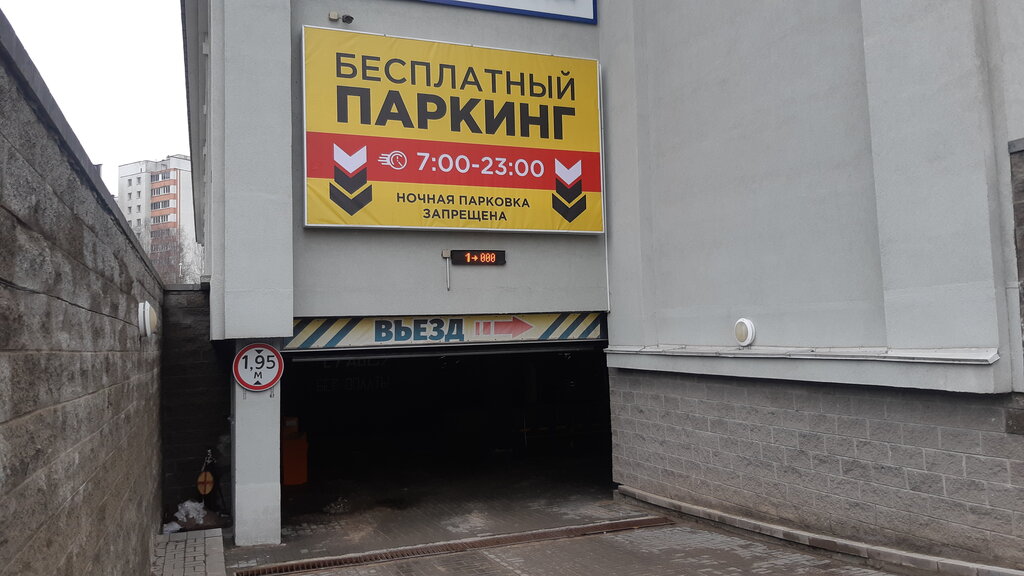 БЕСПЛАТНЫЙ
ПАРКИНГ
7:00-23:00
НОЧНАЯ ПАРКОВКА
ЗАПРЕЩЕНА
1→000
ВЪЕЗД
1,95
М